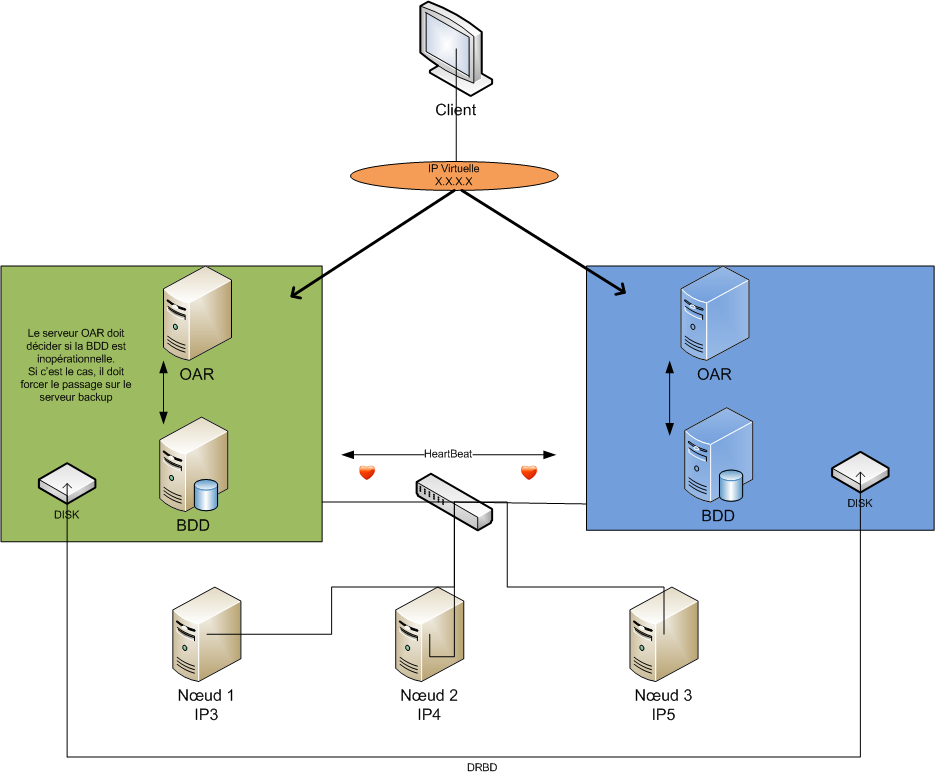 Client
IP Virtuelle
X.X.X.X
Le serveur OAR doit
décider si la BDD est
inopérationnelle.
Si c'est le cas, il doit
forcer le passage sur le
serveur backup
OAR
OAR
HeartBeat
DISK
BDD
BDD
DISK
Nœud 1
IP3
Nœud 2
IP4
Nœud 3
IP5
DRBD